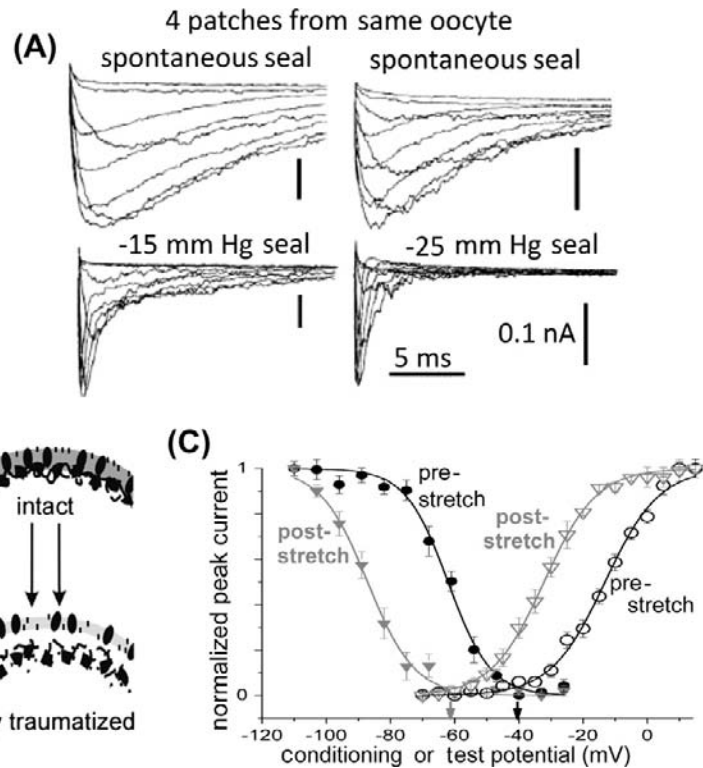 4 patches from same oocyte
(A)
spontaneous seal
spontaneous seal
-15 mm Hg seal
-25 mm Hg seal
0.1 nA
5 ms
intact
traumatized
(C)
normalized peak current
1
0
pre-
stretch
post-
stretch
post-
stretch
pre-
stretch
-120 -100 -80 -60 -40 -20 0
conditioning or test potential (mV)